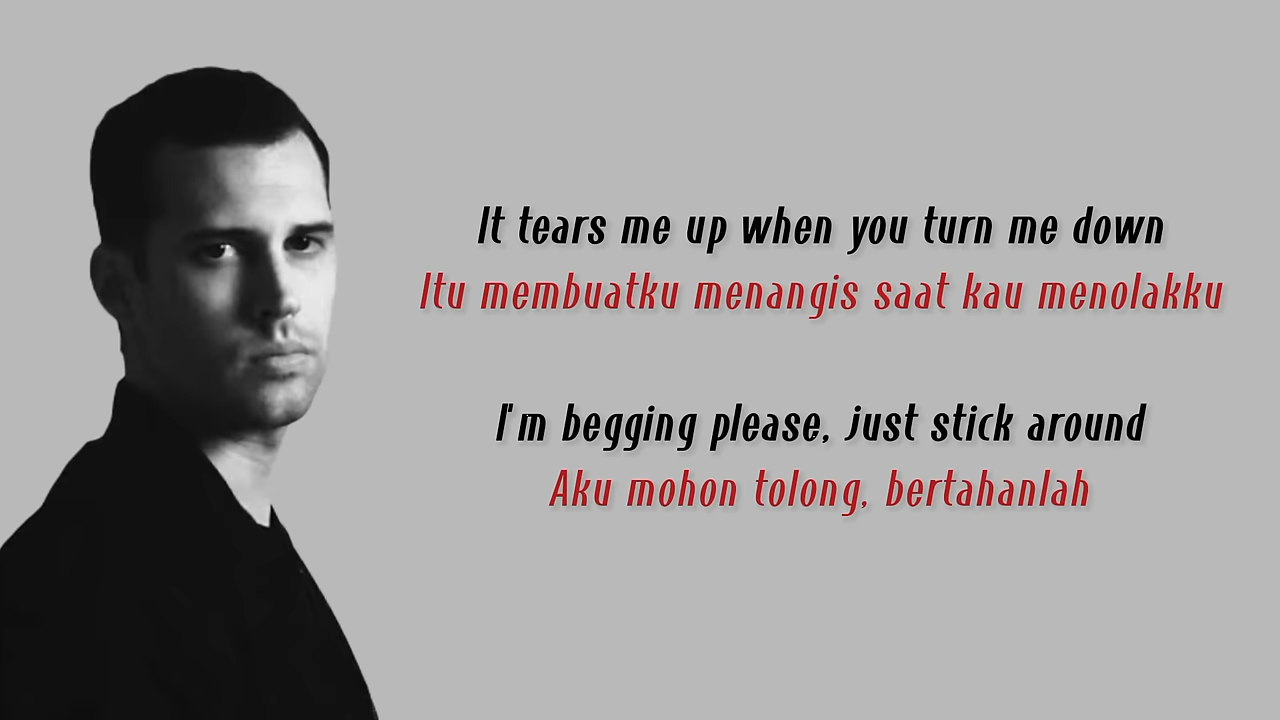 It tears me up when you turn me down
Itu membuatku menangis saat kau menolakku
I'm begging please, just stick around
Aku mohon tolong, bertahanlah